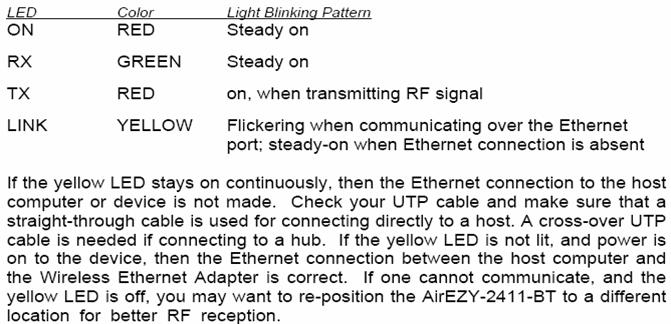 LED Color Light Blinking Pattern
ON RED Steady on
RX GREEN Steady on
TX RED on, when transmitting RF signal
LINK YELLOW Flickering when communicating over the Ethernet
port; steady-on when Ethernet connection is absent
If the yellow LED stays on continuously, then the Ethernet connection to the host
computer or device is not made. Check your UTP cable and make sure that a
straight-through cable is used for connecting directly to a host. A cross-over UTP
cable is needed if connecting to a hub. If the yellow LED is not lit, and power is
on to the device, then the Ethernet connection between the host computer and
the Wireless Ethernet Adapter is correct. If one cannot communicate, and the
yellow LED is off, you may want to re-position the AirEZY-2411-BT to a different
location for better RF reception.